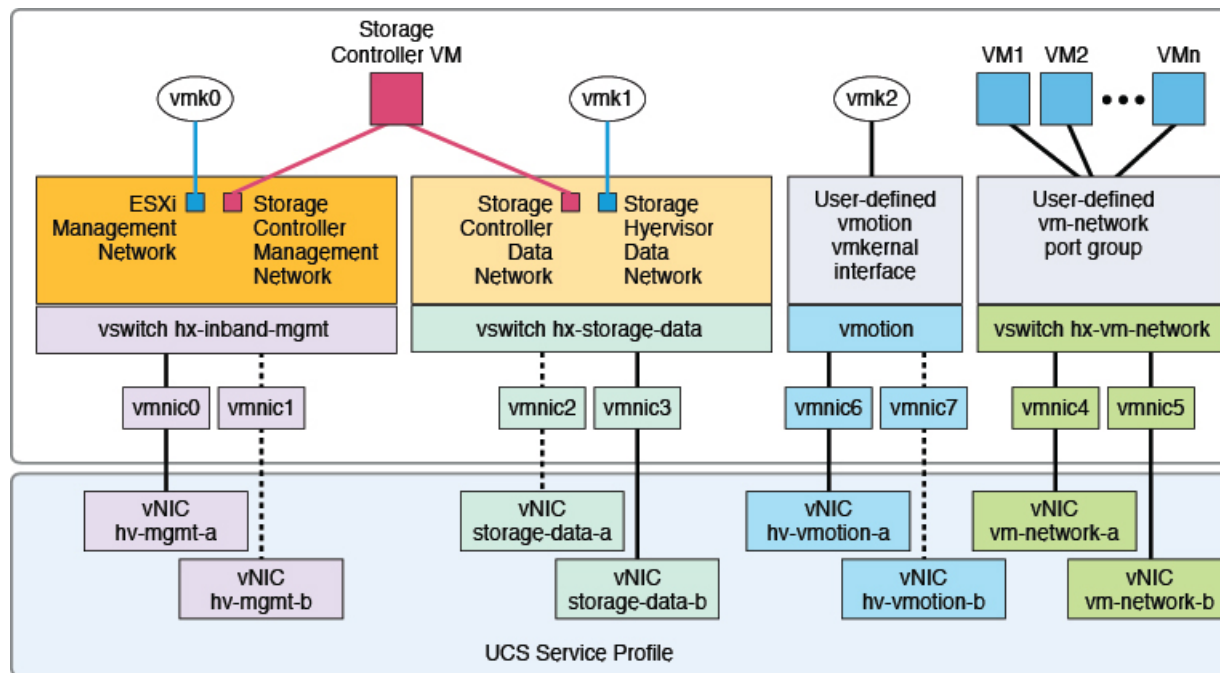 Storage
Controller VM
VM1
VM2
VMn
vmk0
vmk1
vmk2
ESXi
Management
Network
Storage
Controller
Management
Network
Storage
Controller
Data
Network
Storage
Hyervisor
Data
Network
User-defined
vmotion
vmkernal
interface
User-defined
vm-network
port group
vswitch hx-inband-mgmt
vswitch hx-storage-data
vmotion
vswitch hx-vm-network
vmnic0
vmnic1
vmnic2
vmnic3
vmnic6
vmnic7
vmnic4
vmnic5
vNIC
hv-mgmt-a
vNIC
storage-data-a
vNIC
hv-vmotion-a
vNIC
vm-network-a
vNIC
hv-mgmt-b
vNIC
storage-data-b
vNIC
hv-vmotion-b
vNIC
vm-network-b
UCS Service Profile